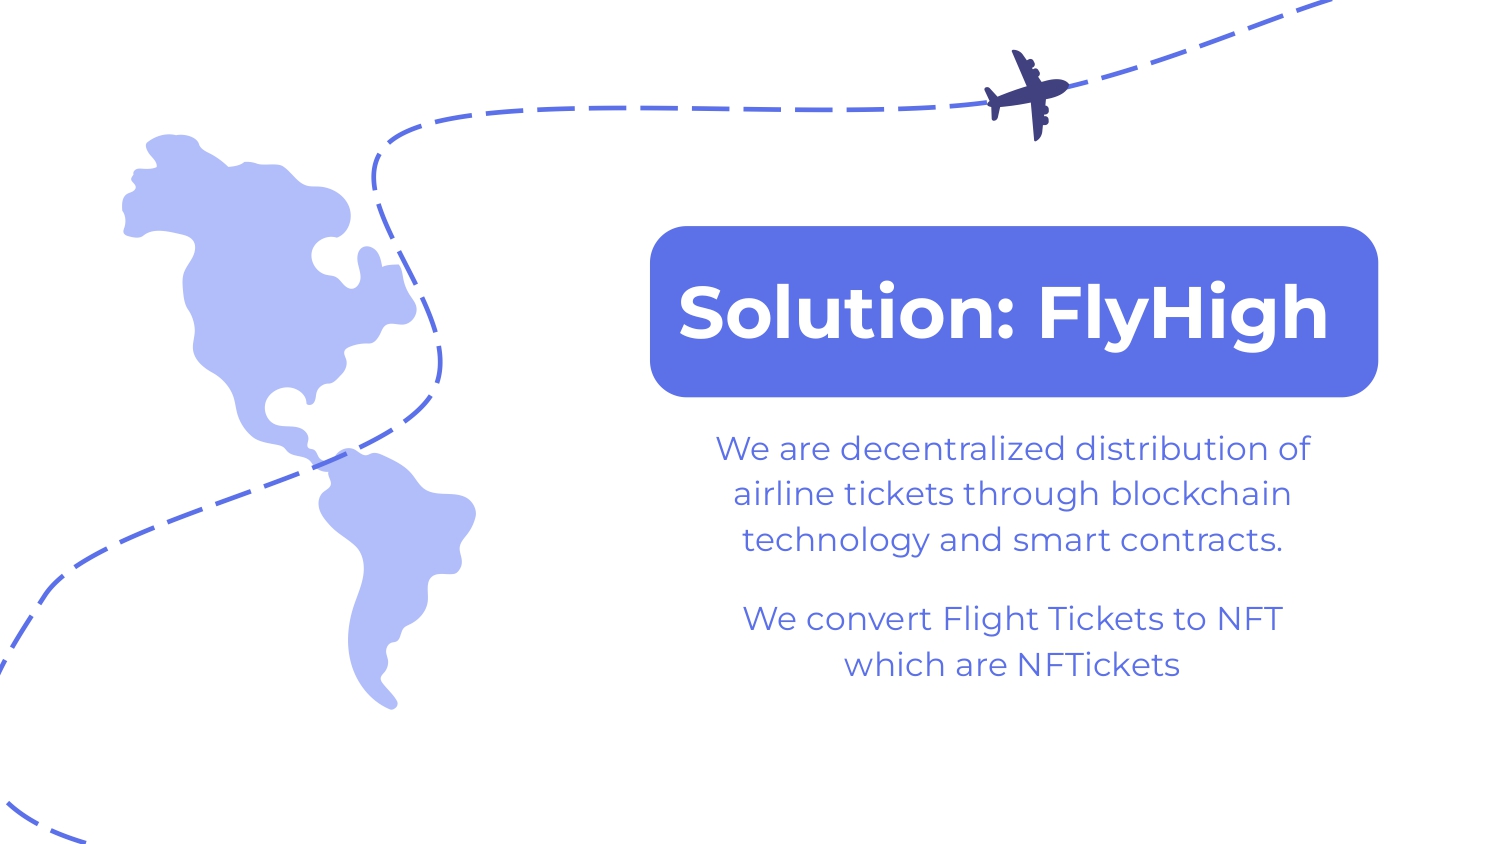 Solution: FlyHigh
We are decentralized distribution of
airline tickets through blockchain
technology and smart contracts.
We convert Flight Tickets to NFT
which are NFTickets